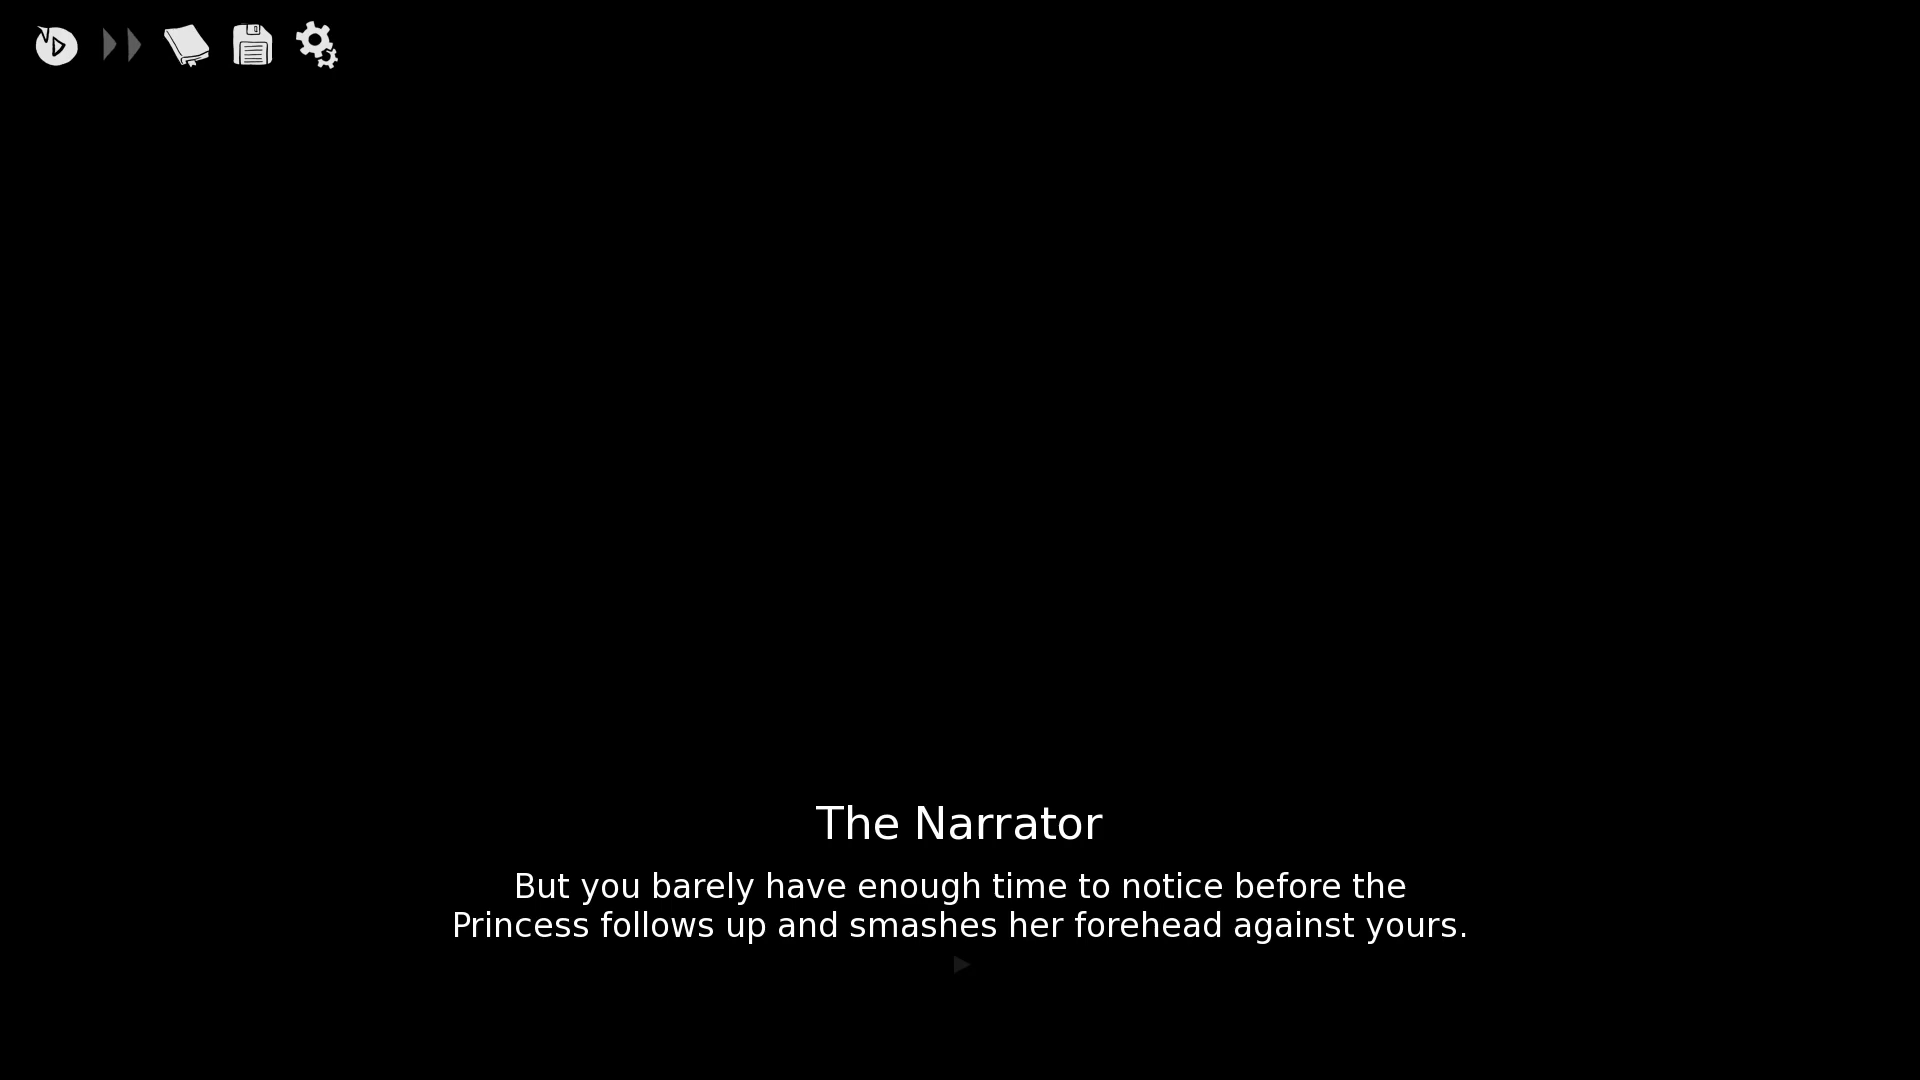 The Narrator
But you barely have enough time to notice before the
Princess follows up and smashes her forehead against yours.